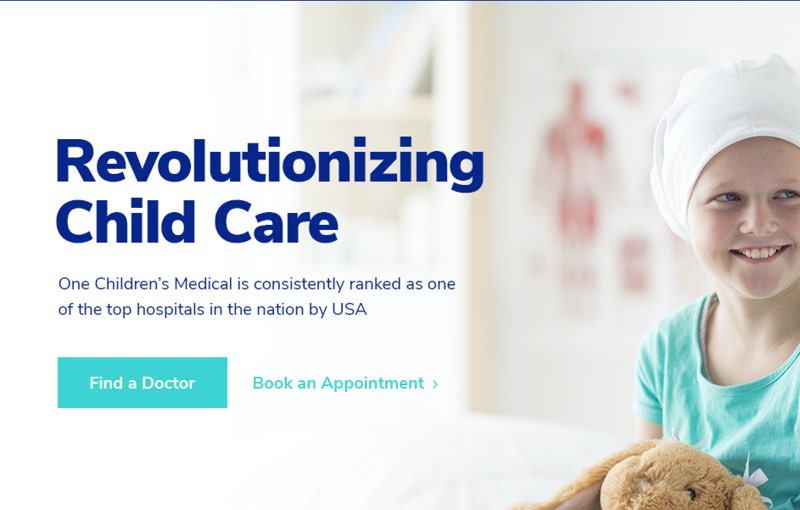 Revolutionizing
Child Care
One Children's Medical is consistently ranked as one
of the top hospitals in the nation by USA
Find a Doctor
Book an Appointment ›